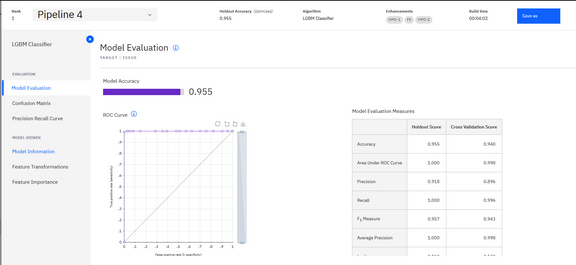 Rank
1
Pipeline 4
Holdout Accuracy (Optimized)
0.955
Algorithm
LGBM Classifier
Enhancements
HPO-1 FE HPO-2
Build time
00:04:02
Save as
LGBM Classifier
EVALUATION
Model Evaluation
Confusion Matrix
Precision Recall Curve
MODEL VIEWER
Model Information
Feature Transformations
Feature Importance
Model Evaluation
TARGET : ISSUE
Model Accuracy
0.955
ROC Curve
1
.9
.8
.7
.6
.5
.4
.3
.2
.1
0
0 .1 .2 .3 .4 .5 .6 .7 .8 .9 1
True positive rate (sensitivity)
False positive rate (1-specificity)
Model Evaluation Measures
Holdout Score Cross Validation Score
Accuracy 0.955 0.940
Area Under ROC Curve 1.000 0.998
Precision 0.918 0.896
Recall 1.000 0.996
F1 Measure 0.957 0.943
Average Precision 1.000 0.998